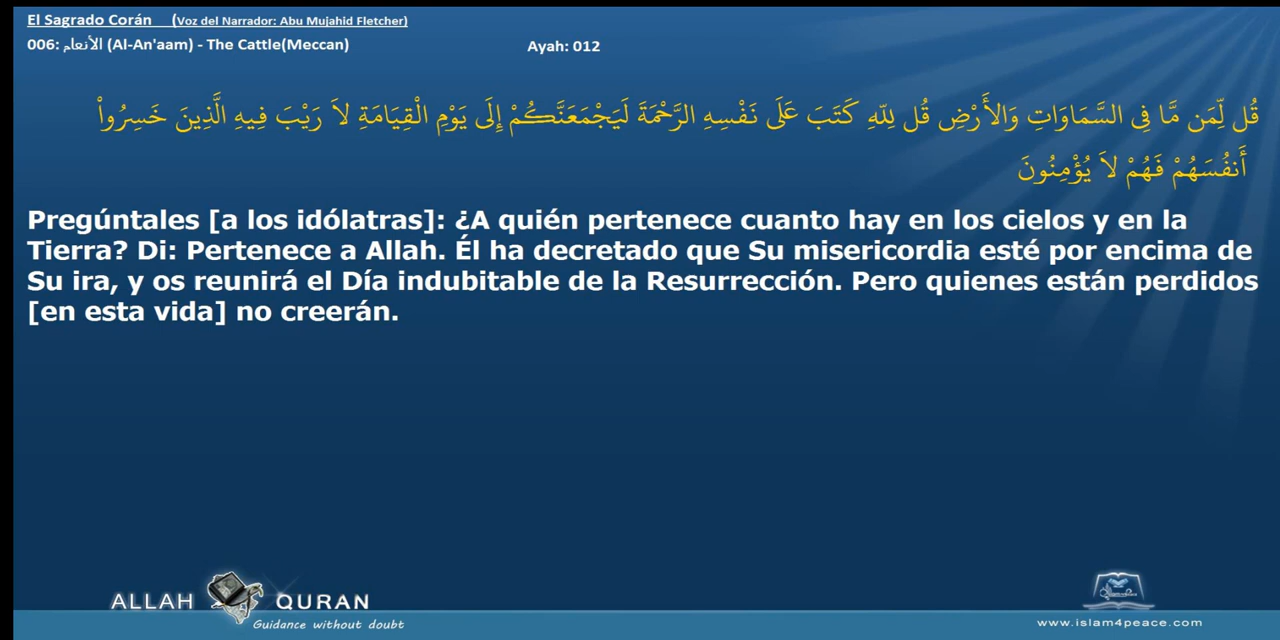 El Sagrado Corán (Voz del Narrador: Abu Mujahid Fletcher)
006: الأنعام (Al-An'aam) - The Cattle(Meccan) Ayah: 012
قُل لِّمَن مَّا فِي السَّمَاوَاتِ وَالأَرْضِ قُل لِلّهِ كَتَبَ عَلَى نَفْسِهِ الرَّحْمَةَ لَيَجْمَعَنَّكُمْ إِلَى يَوْمِ الْقِيَامَةِ لاَ رَيْبَ فِيهِ الَّذِينَ خَسِرُواْ
أَنفُسَهُمْ فَهُمْ لاَ يُؤْمِنُونَ
Pregúntales [a los idólatras]: ¿A quién pertenece cuanto hay en los cielos y en la
Tierra? Di: Pertenece a Allah. Él ha decretado que Su misericordia esté por encima de
Su ira, y os reunirá el Día indubitable de la Resurrección. Pero quienes están perdidos
[en esta vida] no creerán.
ALLAH QURAN
Guidance without doubt
www.islam4peace.com